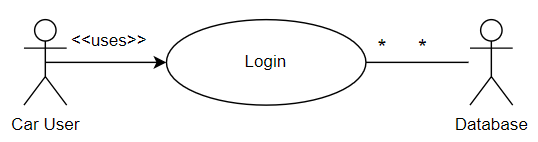 <<uses>>
Login
* *
Car User
Database